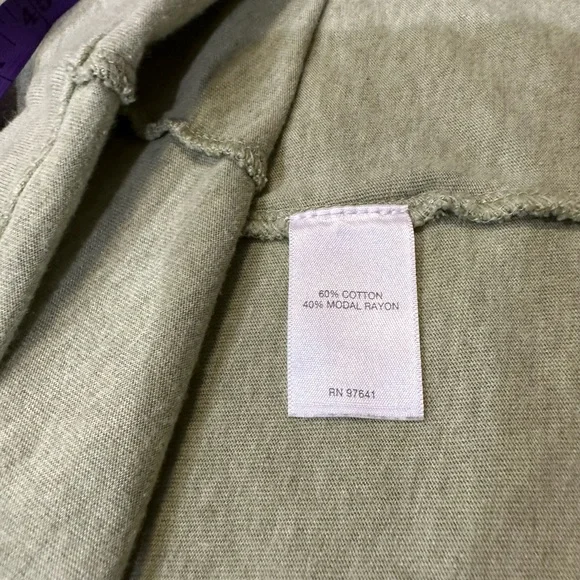 60% COTTON
40% MODAL RAYON
RN 97641